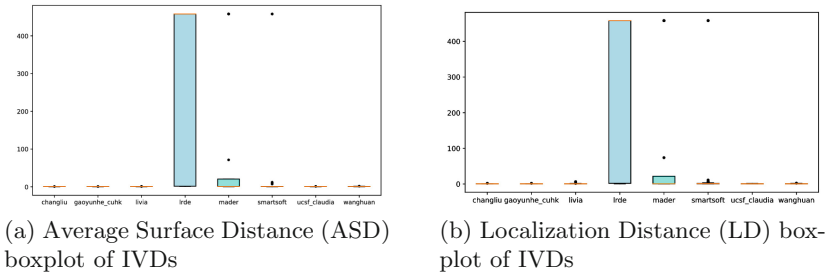 400
300
200
100
0
changliu gaoyunhe_cuhk livia lrde mader smartsoft ucsf_claudia wanghuan
(a) Average Surface Distance (ASD)
boxplot of IVDs
400
300
200
100
0
changliu gaoyunhe_cuhk livia lrde mader smartsoft ucsf_claudia wanghuan
(b) Localization Distance (LD) box-
plot of IVDs